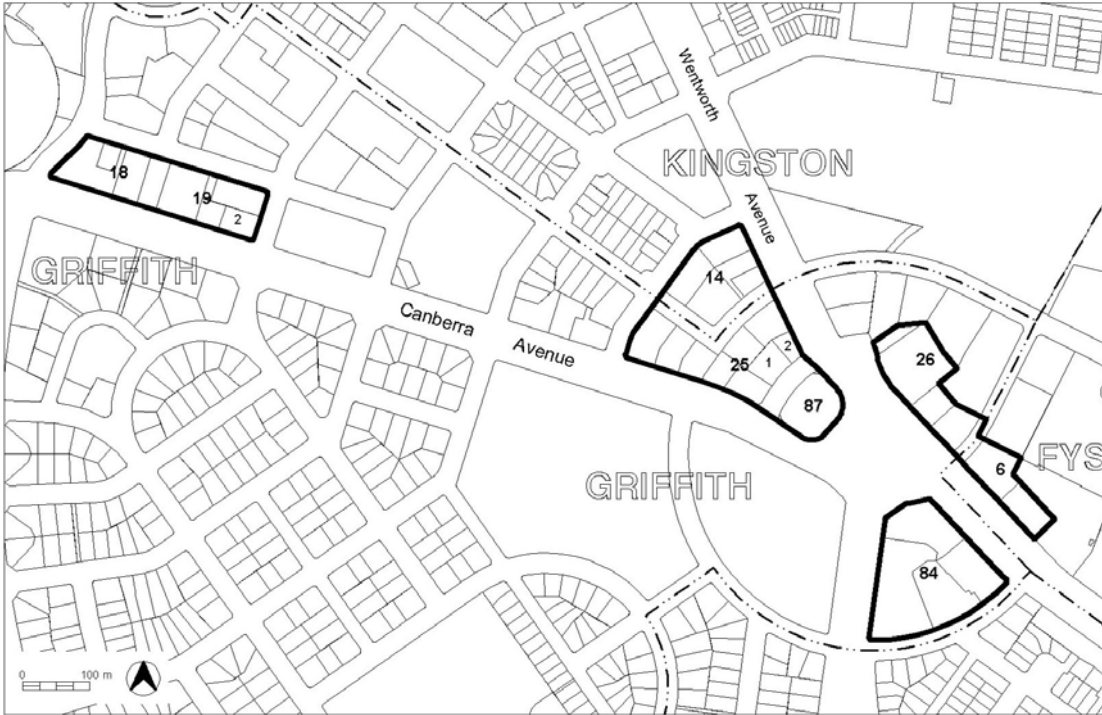 Wentworth
Avenue
KINGSTON
18
19
2
GRIFFITH
14
Canberra
Avenue
25
1
2
87
26
6
FYS
GRIFFITH
84
0 100 m